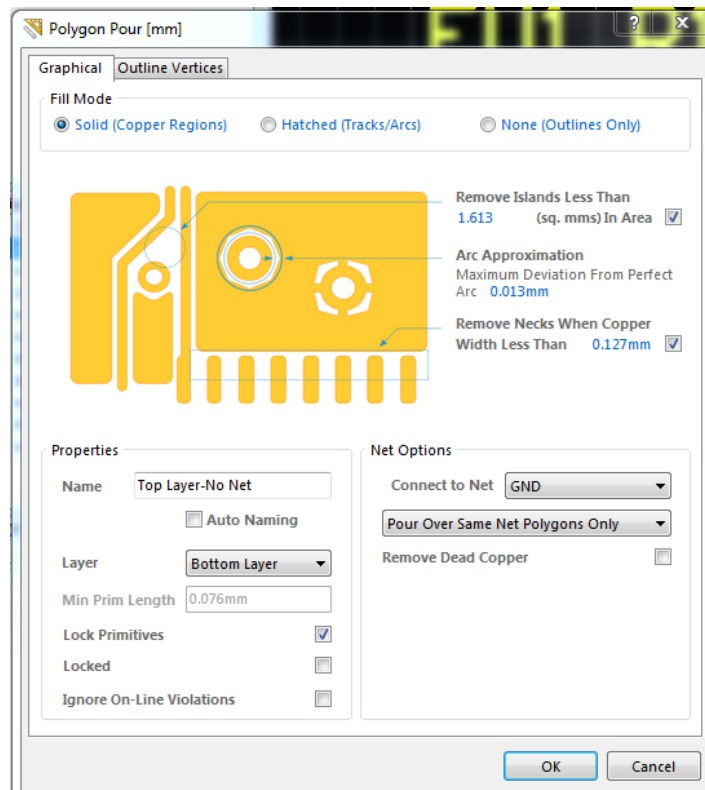 Polygon Pour [mm]
?
x
Graphical
Outline Vertices
Fill Mode
Solid (Copper Regions)
Hatched (Tracks/Arcs)
None (Outlines Only)
Remove Islands Less Than
1.613 (sq. mms) In Area
Arc Approximation
Maximum Deviation From Perfect
Arc 0.013mm
Remove Necks When Copper
Width Less Than 0.127mm
Properties
Name Top Layer-No Net
Auto Naming
Layer Bottom Layer
Min Prim Length 0.076mm
Lock Primitives
Locked
Ignore On-Line Violations
Net Options
Connect to Net GND
Pour Over Same Net Polygons Only
Remove Dead Copper
OK
Cancel